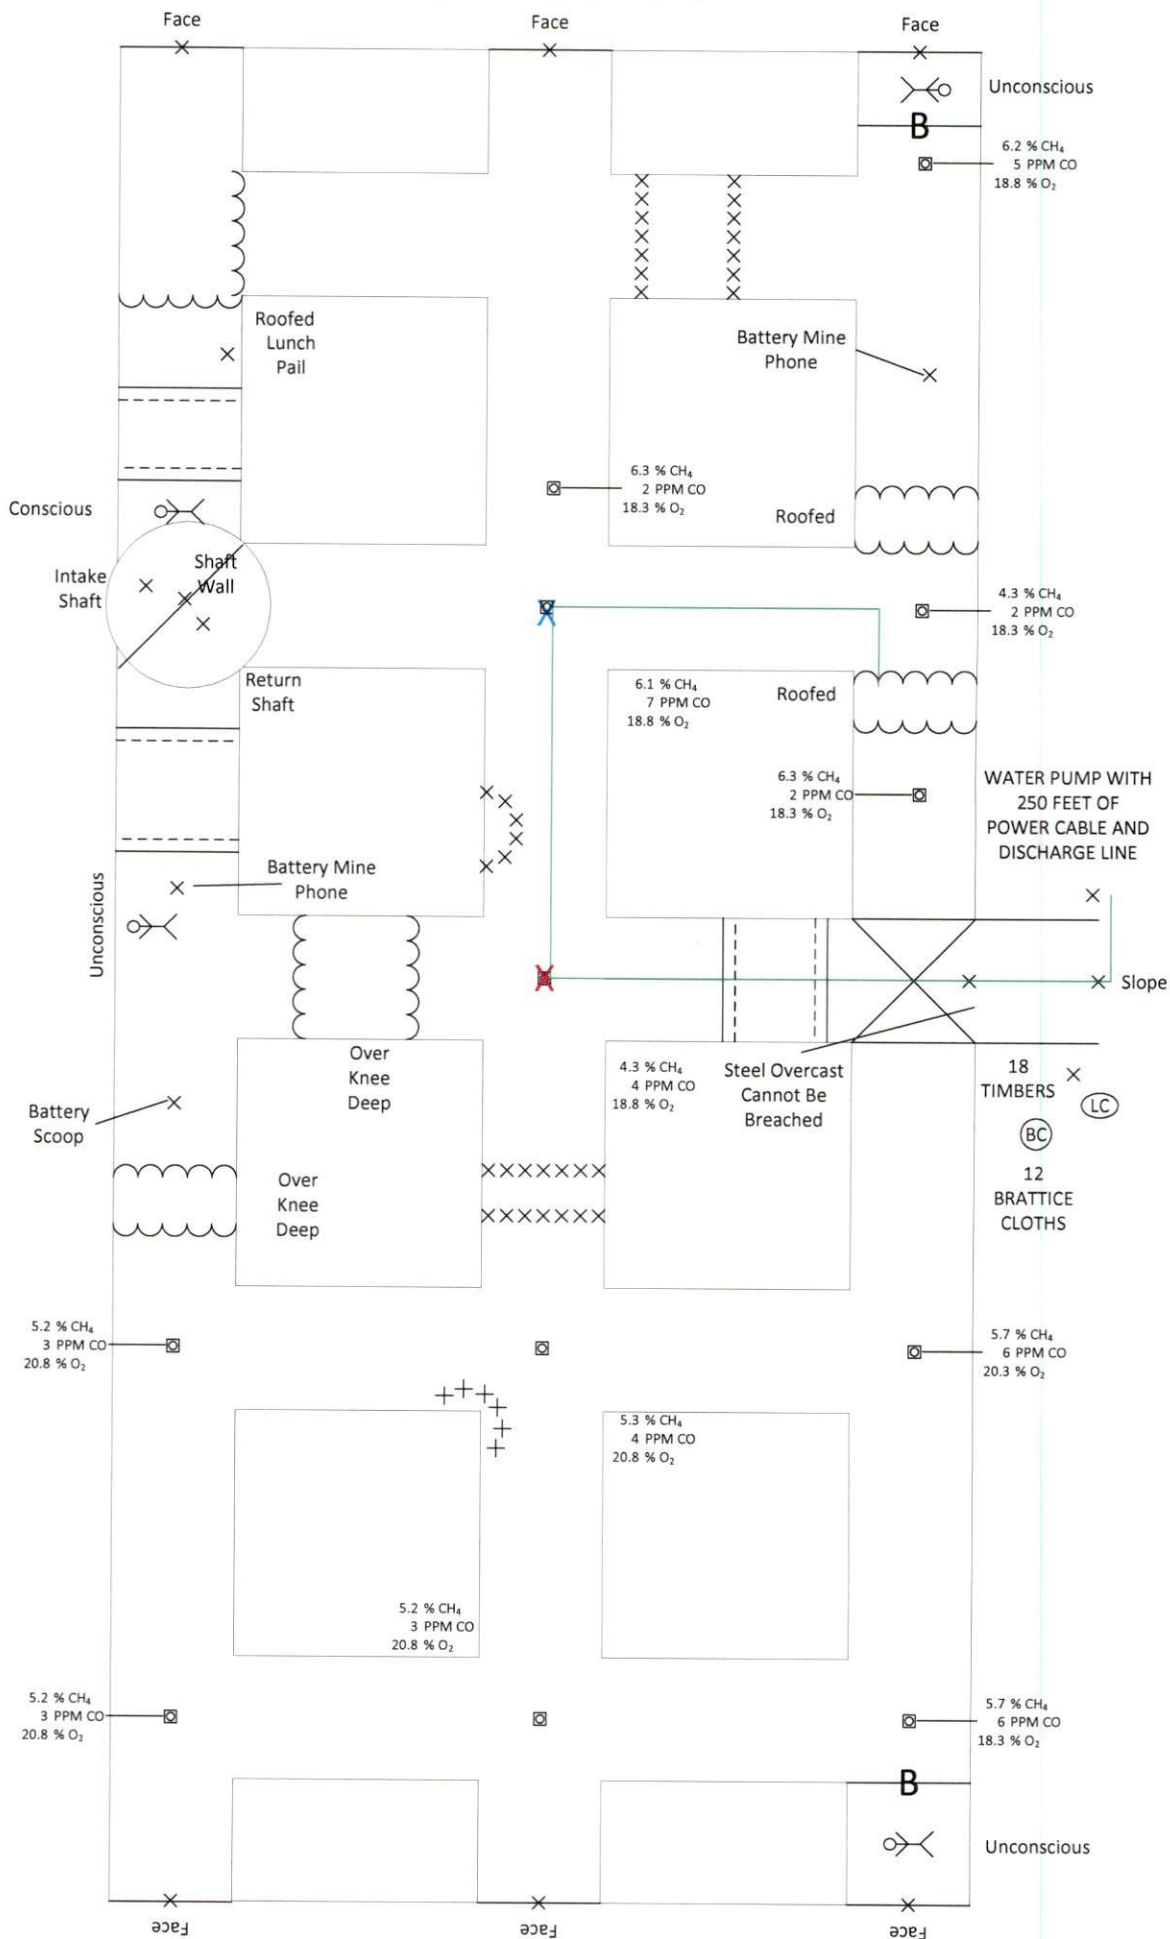 Face
Face
Face
Unconscious
B
6.2 % CH₄
5 PPM CO
18.8 % O₂
Roofed
Lunch
Pail
Battery Mine
Phone
6.3 % CH₄
2 PPM CO
18.3 % O₂
Conscious
Roofed
Shaft
Wall
Intake
Shaft
4.3 % CH₄
2 PPM CO
18.3 % O₂
Return
Shaft
6.1 % CH₄
7 PPM CO
18.8 % O₂
Roofed
6.3 % CH₄
2 PPM CO
18.3 % O₂
WATER PUMP WITH
250 FEET OF
POWER CABLE AND
DISCHARGE LINE
Battery Mine
Phone
Unconscious
Slope
Over
Knee
Deep
4.3 % CH₄
4 PPM CO
18.8 % O₂
Steel Overcast
Cannot Be
Breached
18
TIMBERS
LC
BC
12
BRATTICE
CLOTHS
Battery
Scoop
Over
Knee
Deep
5.2 % CH₄
3 PPM CO
20.8 % O₂
5.7 % CH₄
6 PPM CO
20.3 % O₂
5.3 % CH₄
4 PPM CO
20.8 % O₂
5.2 % CH₄
3 PPM CO
20.8 % O₂
5.2 % CH₄
3 PPM CO
20.8 % O₂
5.7 % CH₄
6 PPM CO
18.3 % O₂
B
Unconscious
Face
Face
Face